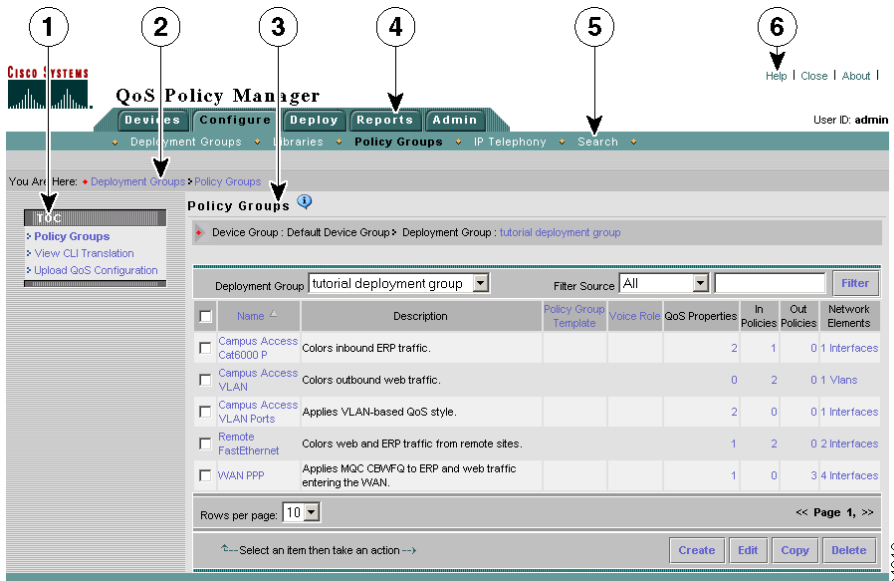 1 2 3 4 5 6
CISCO SYSTEMS
Help | Close | About |
QoS Policy Manager
Devices Configure Deploy Reports Admin
User ID: admin
Deployment Groups Libraries Policy Groups IP Telephony Search
You Are Here: Deployment Groups Policy Groups
TOC
Policy Groups
View CLI Translation
Upload QoS Configuration
Policy Groups
Device Group : Default Device Group Deployment Group : tutorial deployment group
Deployment Group tutorial deployment group Filter Source All Filter
Name Description Policy Group Template Voice Role QoS Properties In Policies Out Policies Network Elements
Campus Access Cat6000 P Colors inbound ERP traffic. 2 1 0 1 Interfaces
Campus Access VLAN Colors outbound web traffic. 0 2 0 1 Vlans
Campus Access VLAN Ports Applies VLAN-based QoS style. 2 0 0 1 Interfaces
Remote FastEthernet Colors web and ERP traffic from remote sites. 1 2 0 2 Interfaces
WAN PPP Applies MQC CBWFQ to ERP and web traffic entering the WAN. 1 0 3 4 Interfaces
Rows per page: 10 << Page 1, >>
Select an item then take an action Create Edit Copy Delete